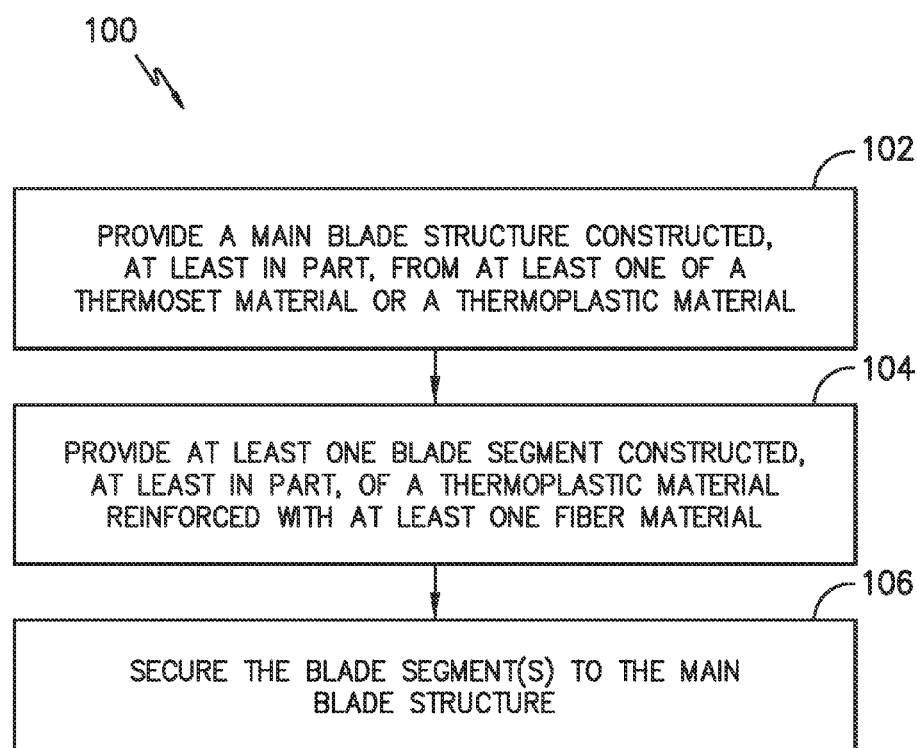 100
102
PROVIDE A MAIN BLADE STRUCTURE CONSTRUCTED,
AT LEAST IN PART, FROM AT LEAST ONE OF A
THERMOSET MATERIAL OR A THERMOPLASTIC MATERIAL
104
PROVIDE AT LEAST ONE BLADE SEGMENT CONSTRUCTED,
AT LEAST IN PART, OF A THERMOPLASTIC MATERIAL
REINFORCED WITH AT LEAST ONE FIBER MATERIAL
106
SECURE THE BLADE SEGMENT(S) TO THE MAIN
BLADE STRUCTURE